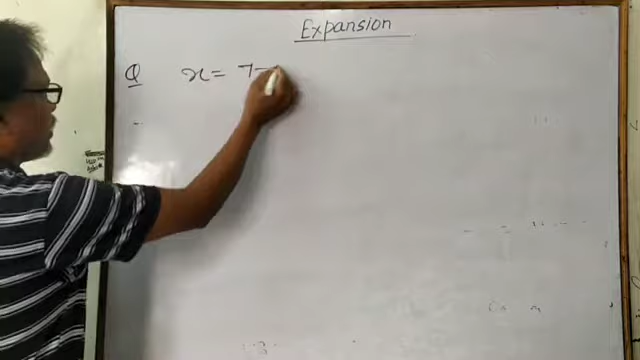 Expansion
Q x = 7-